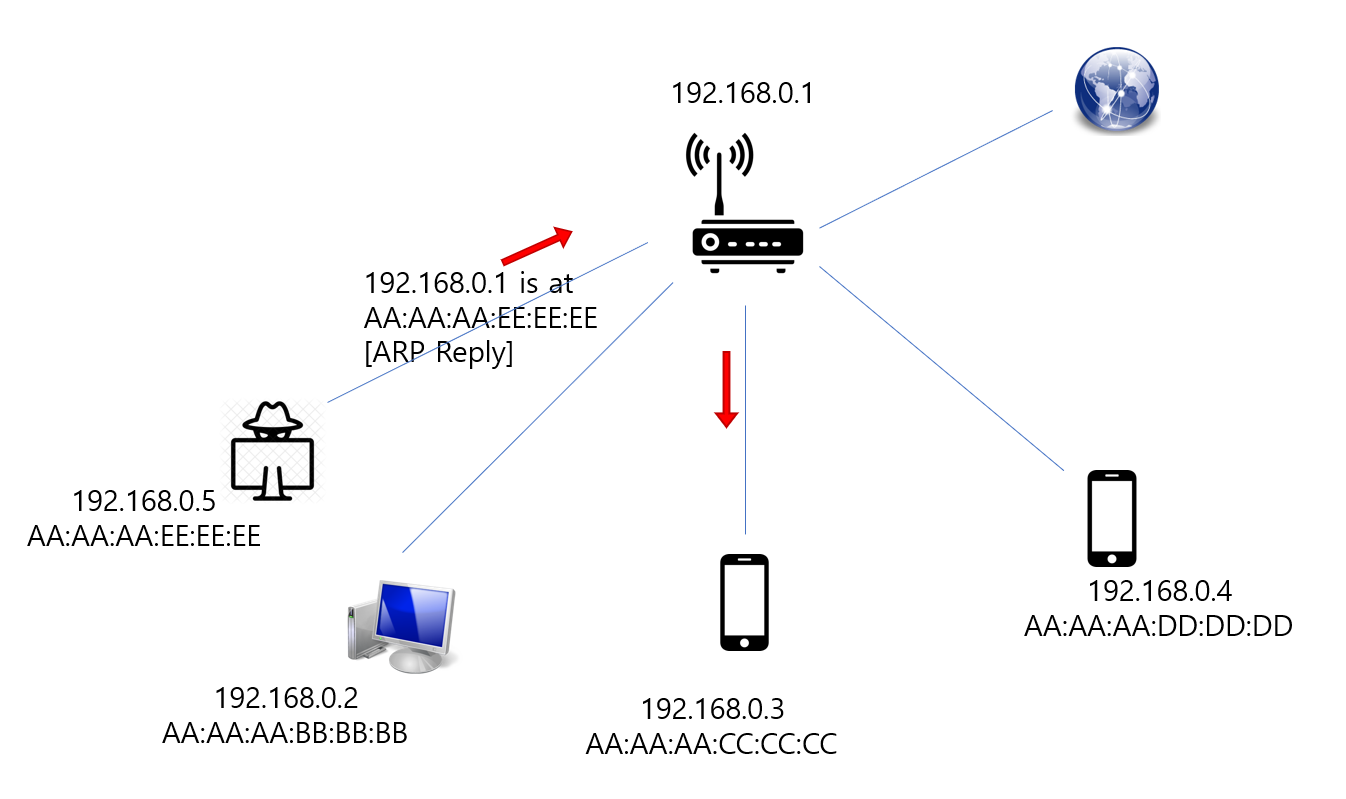 192.168.0.1
192.168.0.1 is at
AA:AA:AA:EE:EE:EE
[ARP Reply]
192.168.0.5
AA:AA:AA:EE:EE:EE
192.168.0.2
AA:AA:AA:BB:BB:BB
192.168.0.3
AA:AA:AA:CC:CC:CC
192.168.0.4
AA:AA:AA:DD:DD:DD